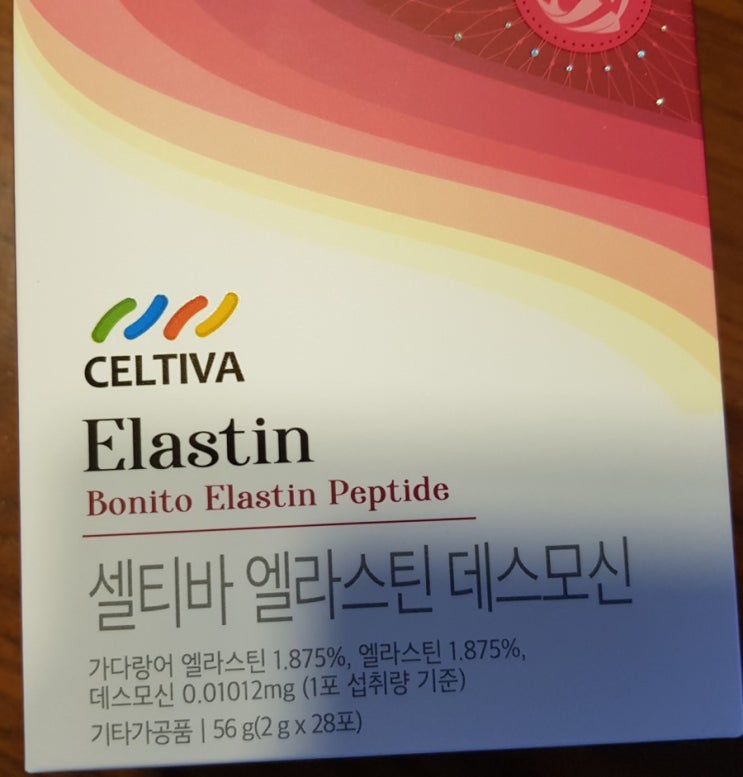 CELTIVA
Elastin
Bonito Elastin Peptide
셀티바 엘라스틴 데스모신
가다랑어 엘라스틴 1.875%, 엘라스틴 1.875%,
데스모신 0.01012mg (1포 섭취량 기준)
기타가공품 | 56 g(2 g x 28포)